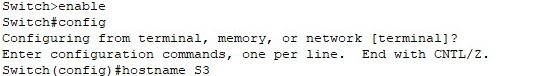 Switch>enable
Switch#config
Configuring from terminal, memory, or network [terminal]?
Enter configuration commands, one per line.  End with CNTL/Z.
Switch(config)#hostname S3